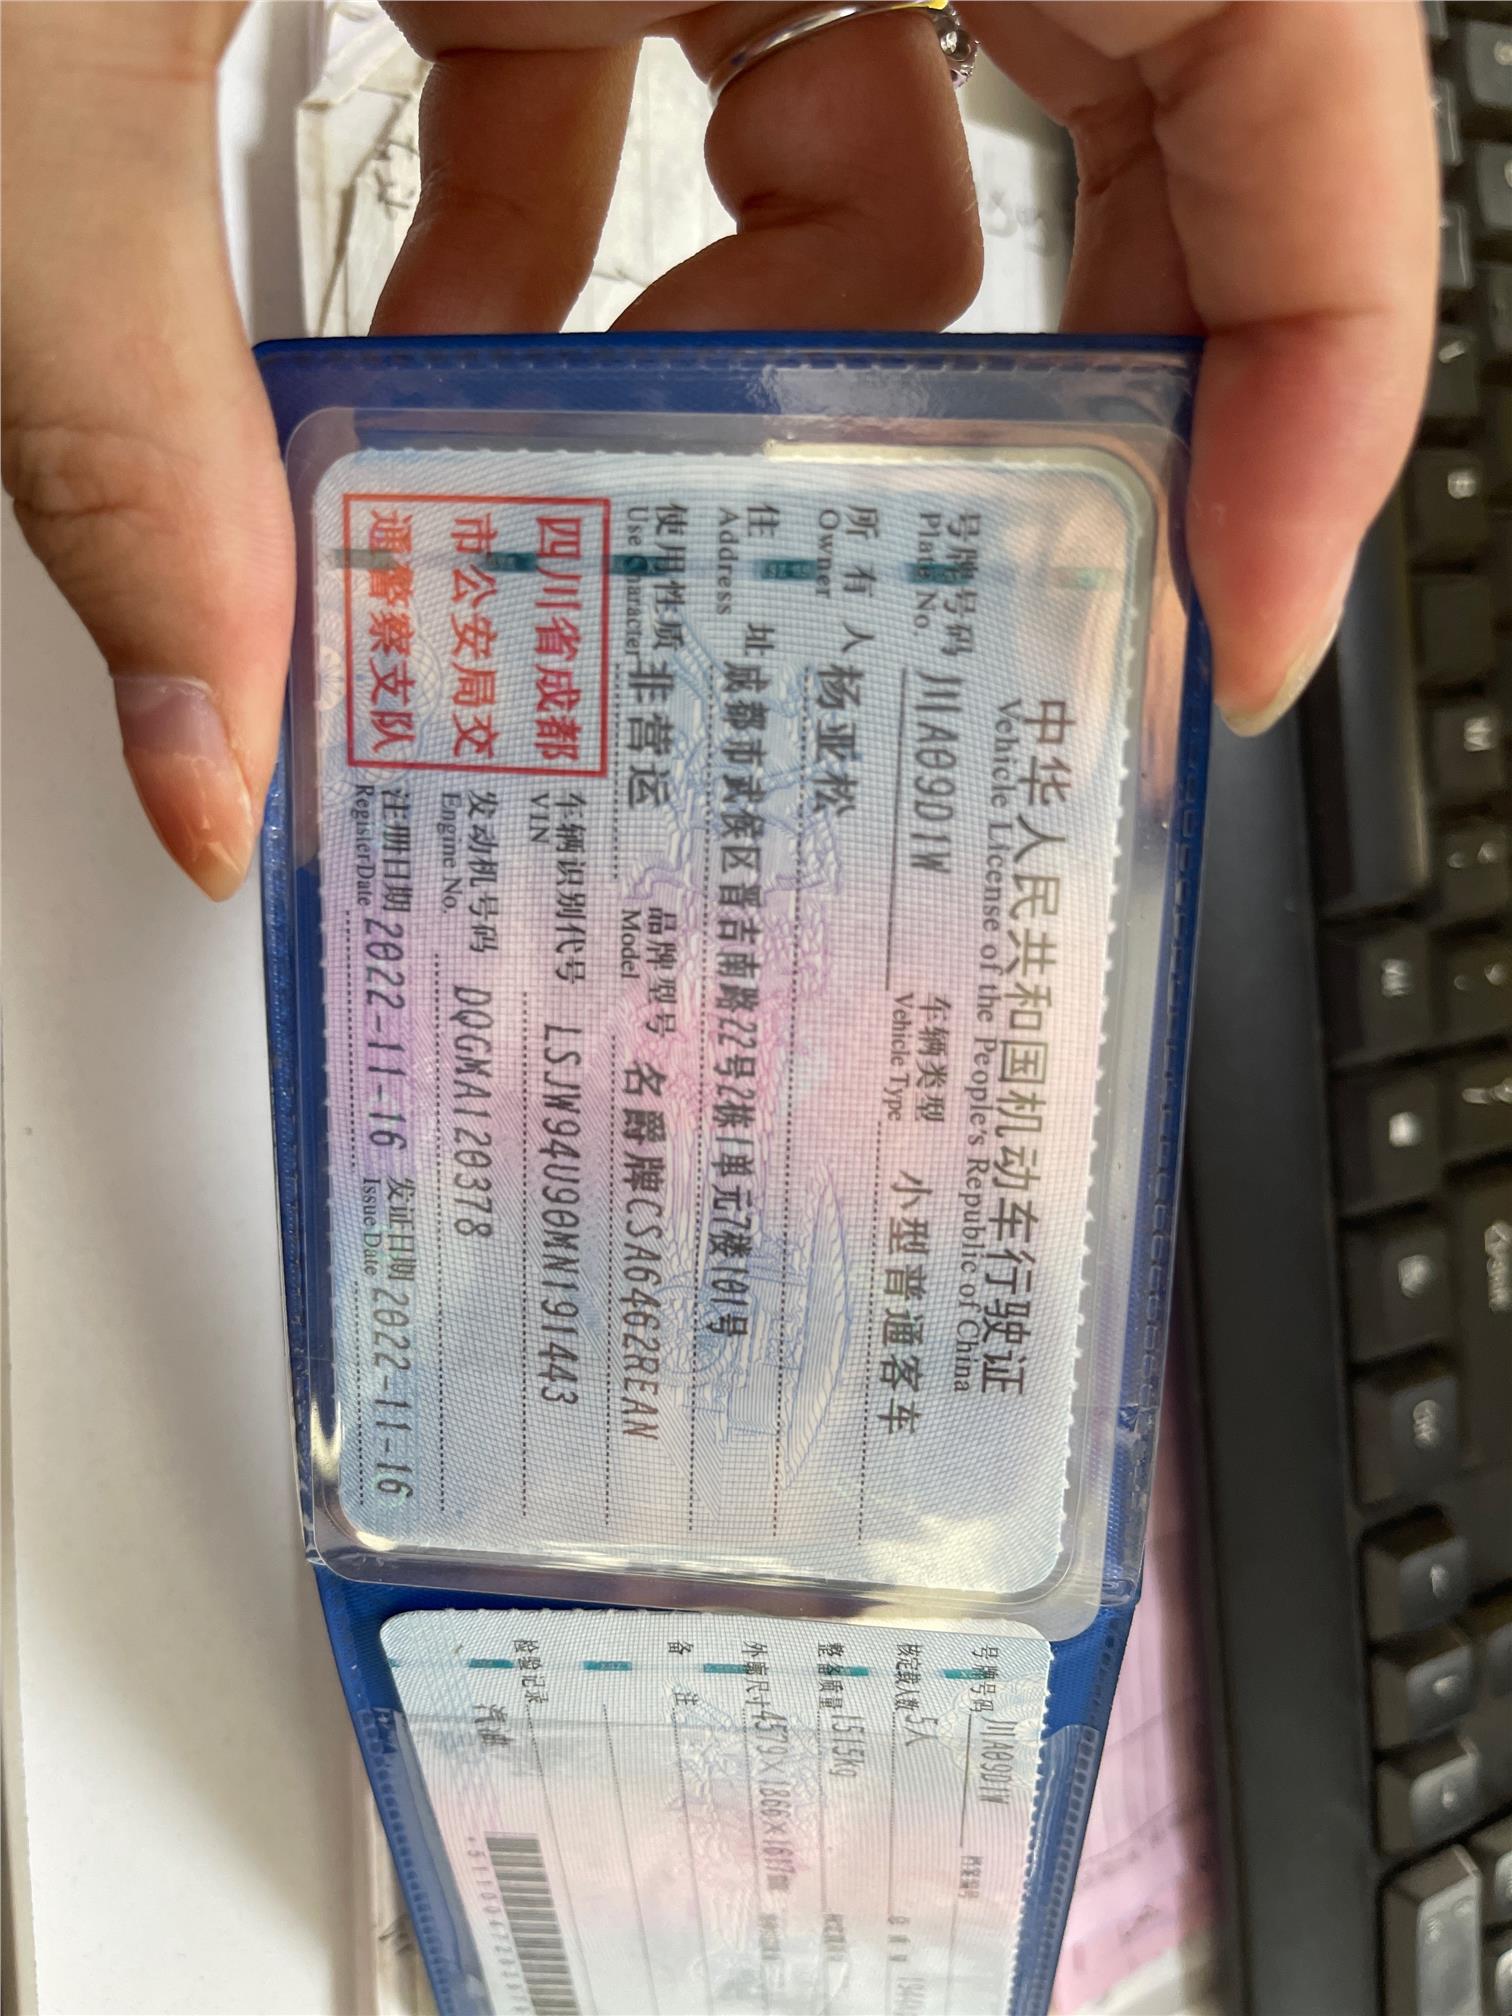 中华人民共和国机动车行驶证
Vehicle License of the People's Republic of China
号牌号码 川A09D1W 车辆类型 小型普通客车
Plate No. Vehicle Type
所有人 杨亚松
Owner
住址 成都市武侯区晋吉南路22号2栋1单元7楼101号
Address
使用性质 非营运 品牌型号 名爵牌CSA6462REAN
Use Character Model
四川省成都
市公安局交
通警察支队
车辆识别代号 LSJW94U90MN191443
VIN
发动机号码 DQGMA120378
Engine No.
注册日期 2022-11-16 发证日期 2022-11-16
Register Date Issue Date
号牌号码 川A09D1W 档案编号
核定载人数 5人
整备质量 1515kg
外廓尺寸 4579×1866×1617mm
备注
检验记录
汽油